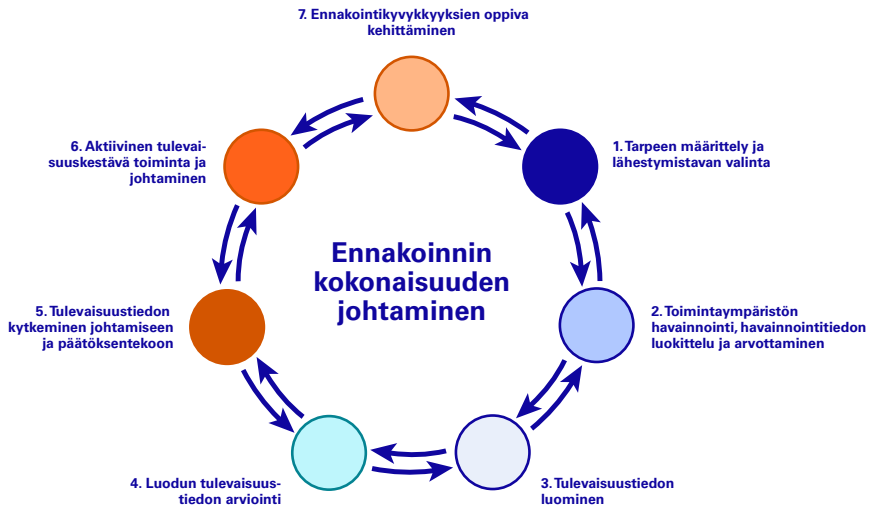 7. Ennakointikyvykkyyksien oppiva
kehittäminen
6. Aktiivinen tulevai-
suuskestävä toiminta ja
johtaminen
1. Tarpeen määrittely ja
lähestymistavan valinta
Ennakoinnin
kokonaisuuden
johtaminen
5. Tulevaisuustiedon
kytkeminen johtamiseen
ja päätöksentekoon
2. Toimintaympäristön
havainnointi, havainnointitiedon
luokittelu ja arvottaminen
4. Luodun tulevaisuus-
tiedon arviointi
3. Tulevaisuustiedon
luominen